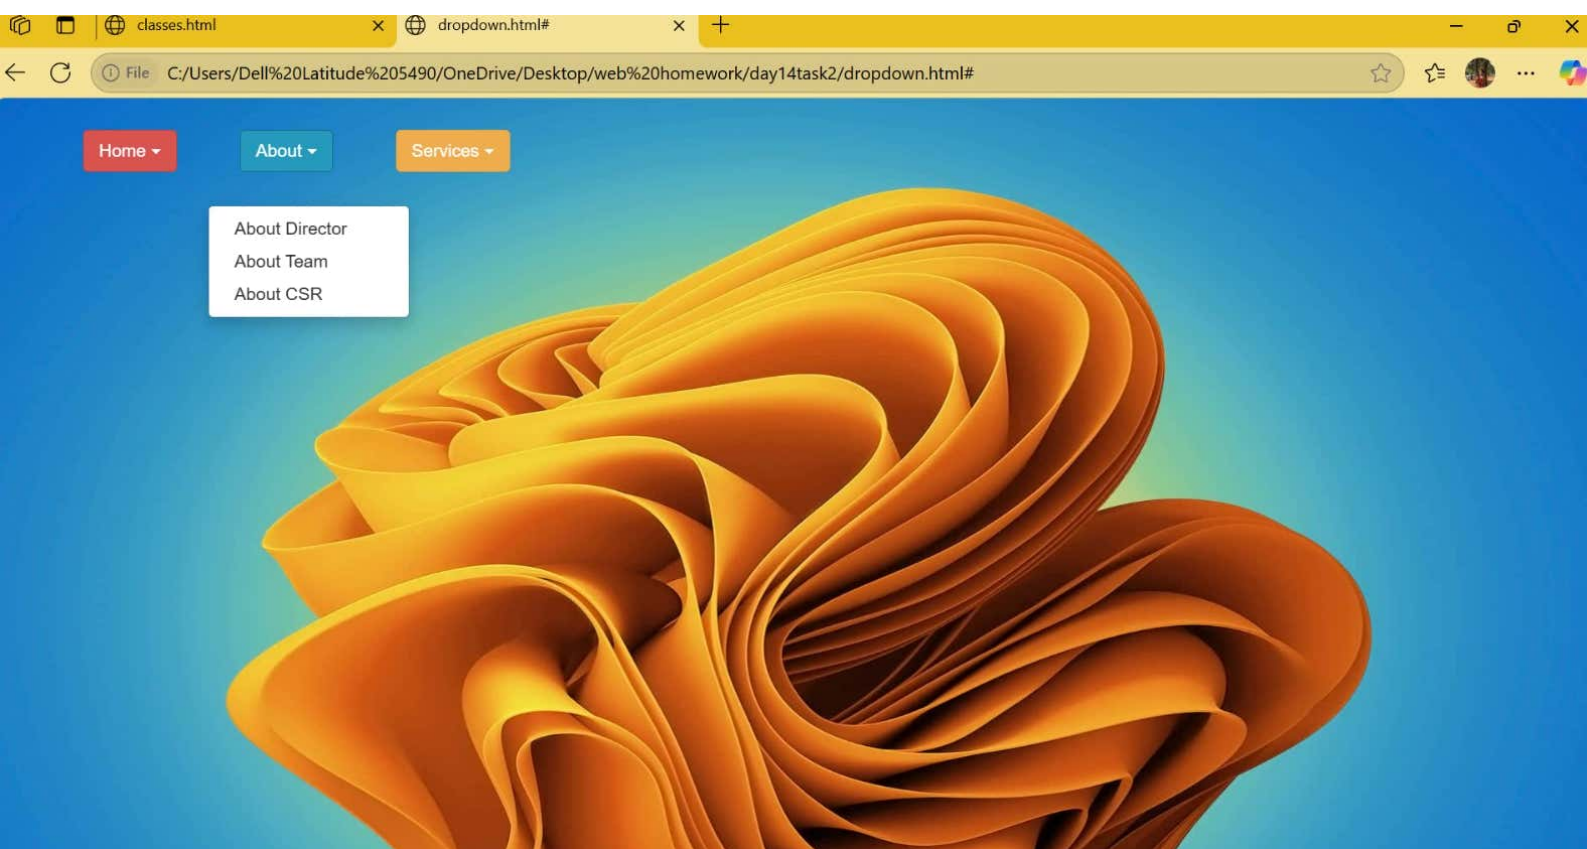 classes.html
dropdown.html#
File C:/Users/Dell%20Latitude%205490/OneDrive/Desktop/web%20homework/day14task2/dropdown.html#
Home About Services
About Director
About Team
About CSR